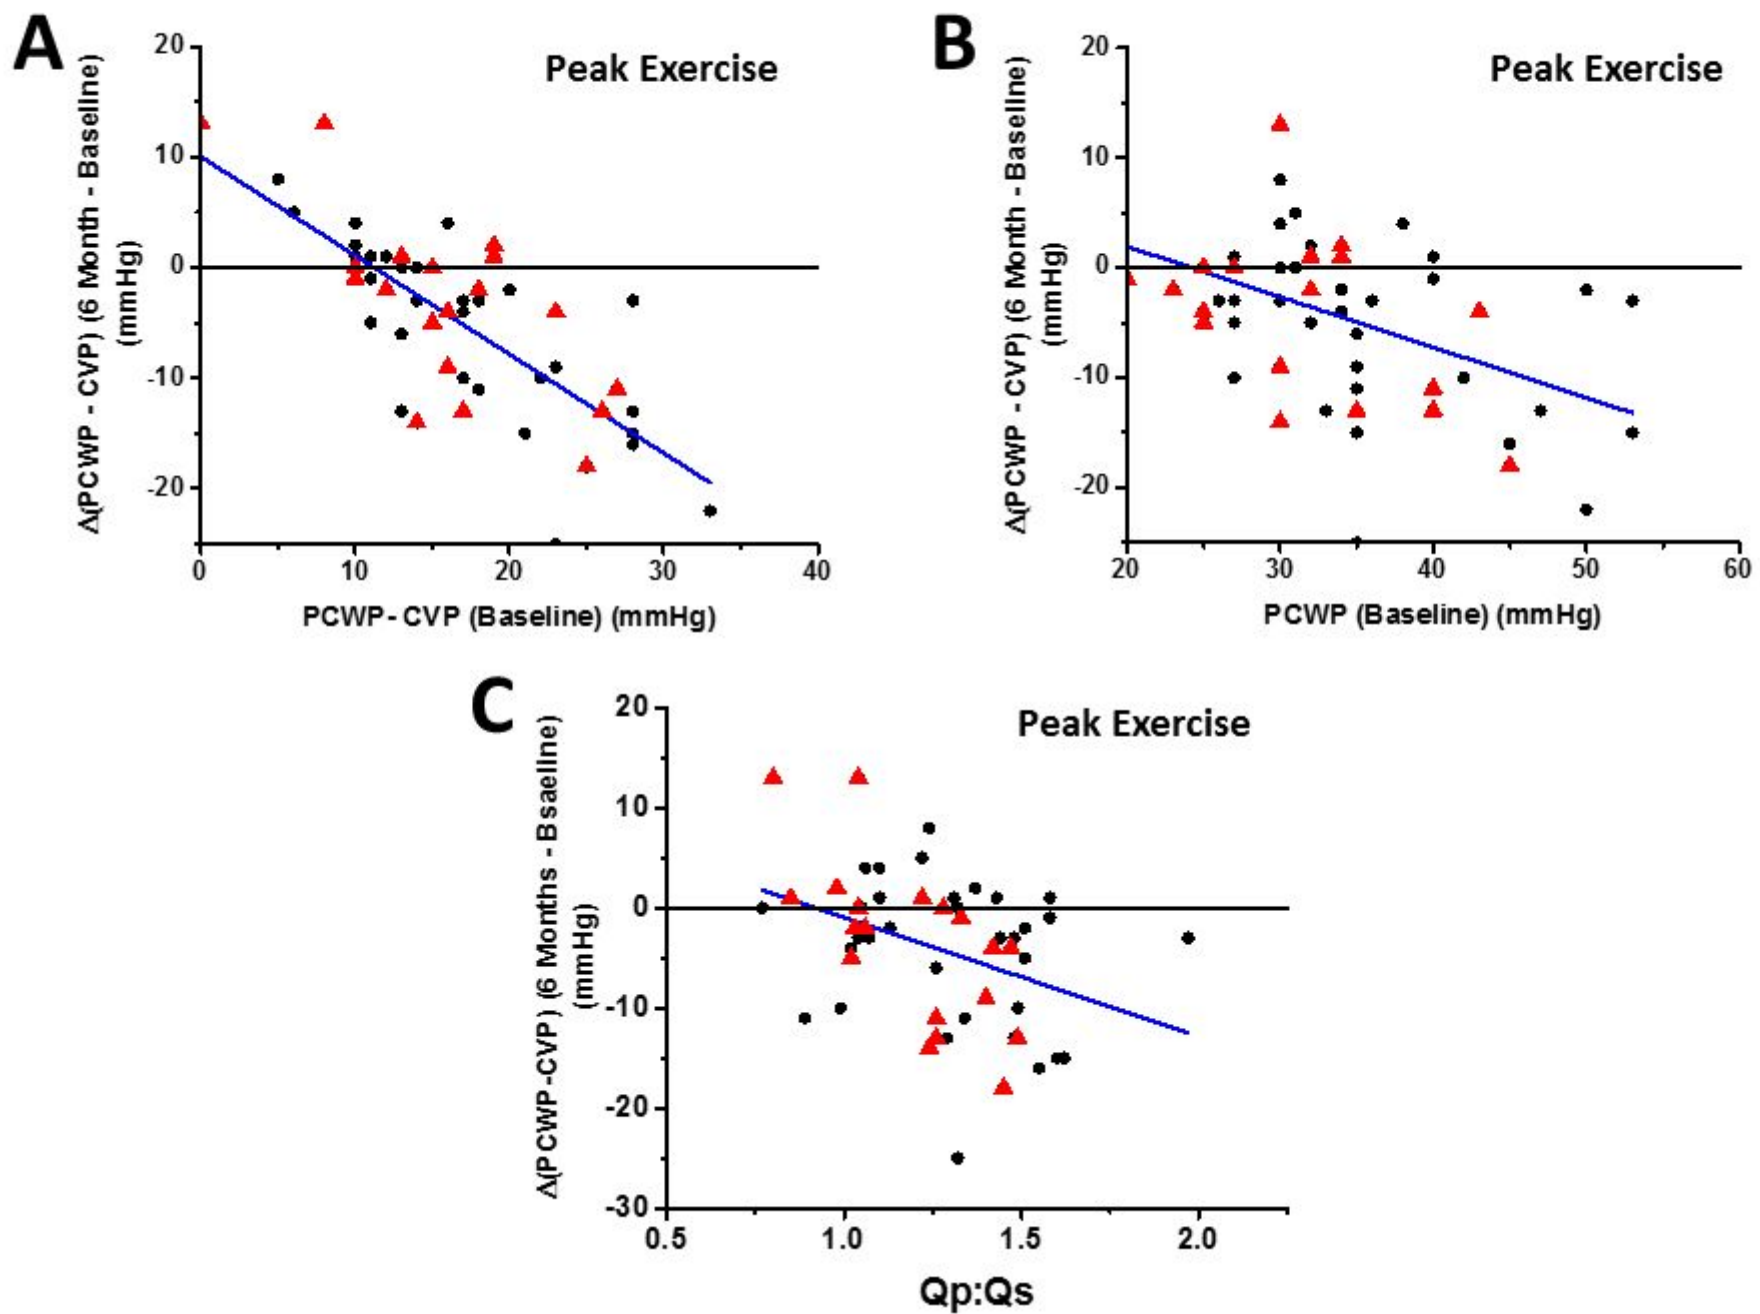 A
Peak Exercise
Δ(PCWP - CVP) (6 Month - Baseline)
(mmHg)
20
10
0
-10
-20
0 10 20 30 40
PCWP- CVP (Baseline) (mmHg)
B
Peak Exercise
Δ(PCWP - CVP) (6 Month - Baseline)
(mmHg)
20
10
0
-10
-20
20 30 40 50 60
PCWP (Baseline) (mmHg)
C
Peak Exercise
Δ(PCWP-CVP) (6 Months - Bsaeline)
(mmHg)
20
10
0
-10
-20
-30
0.5 1.0 1.5 2.0
Qp:Qs